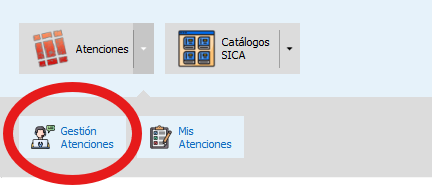 Atenciones
Catálogos
SICA
Gestión
Atenciones
Mis
Atenciones